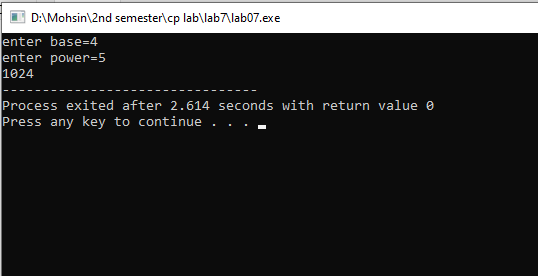 D:\Mohsin\2nd semester\cp lab\lab7\lab07.exe
enter base=4
enter power=5
1024
--------------------------------
Process exited after 2.614 seconds with return value 0
Press any key to continue . . .